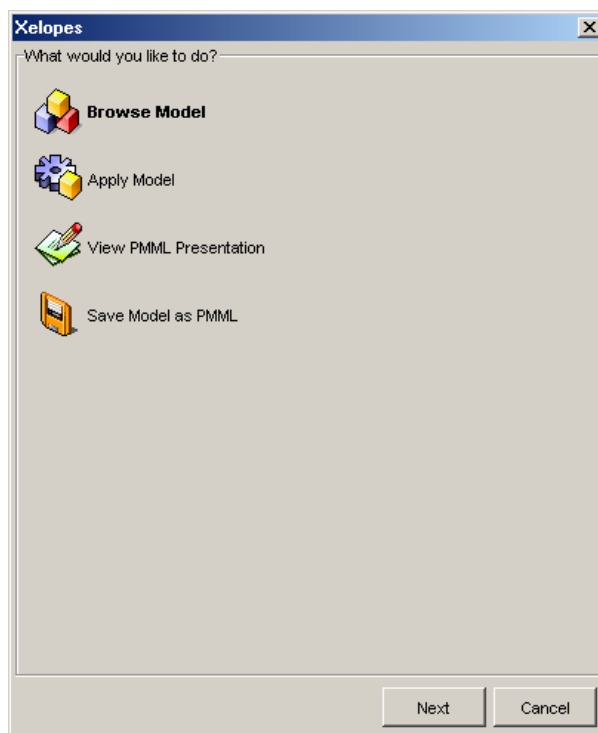 Xelopes
What would you like to do?
Browse Model
Apply Model
View PMML Presentation
Save Model as PMML
Next
Cancel